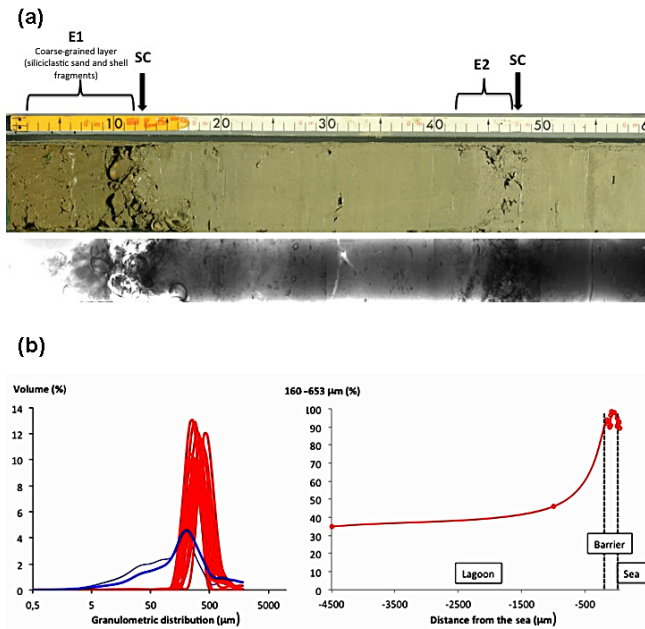 (a)
E1
Coarse-grained layer
(siliciclastic sand and shell
fragments)
SC
E2
SC
10 20 30 40 50 6
(b)
Volume (%)
14
12
10
8
6
4
2
0
0,5 5 50 500 5000
Granulometric distribution (µm)
160 –653 µm (%)
100
90
80
70
60
50
40
30
20
10
0
Barrier
Lagoon
Sea
-4500 -3500 -2500 -1500 -500
Distance from the sea (m)